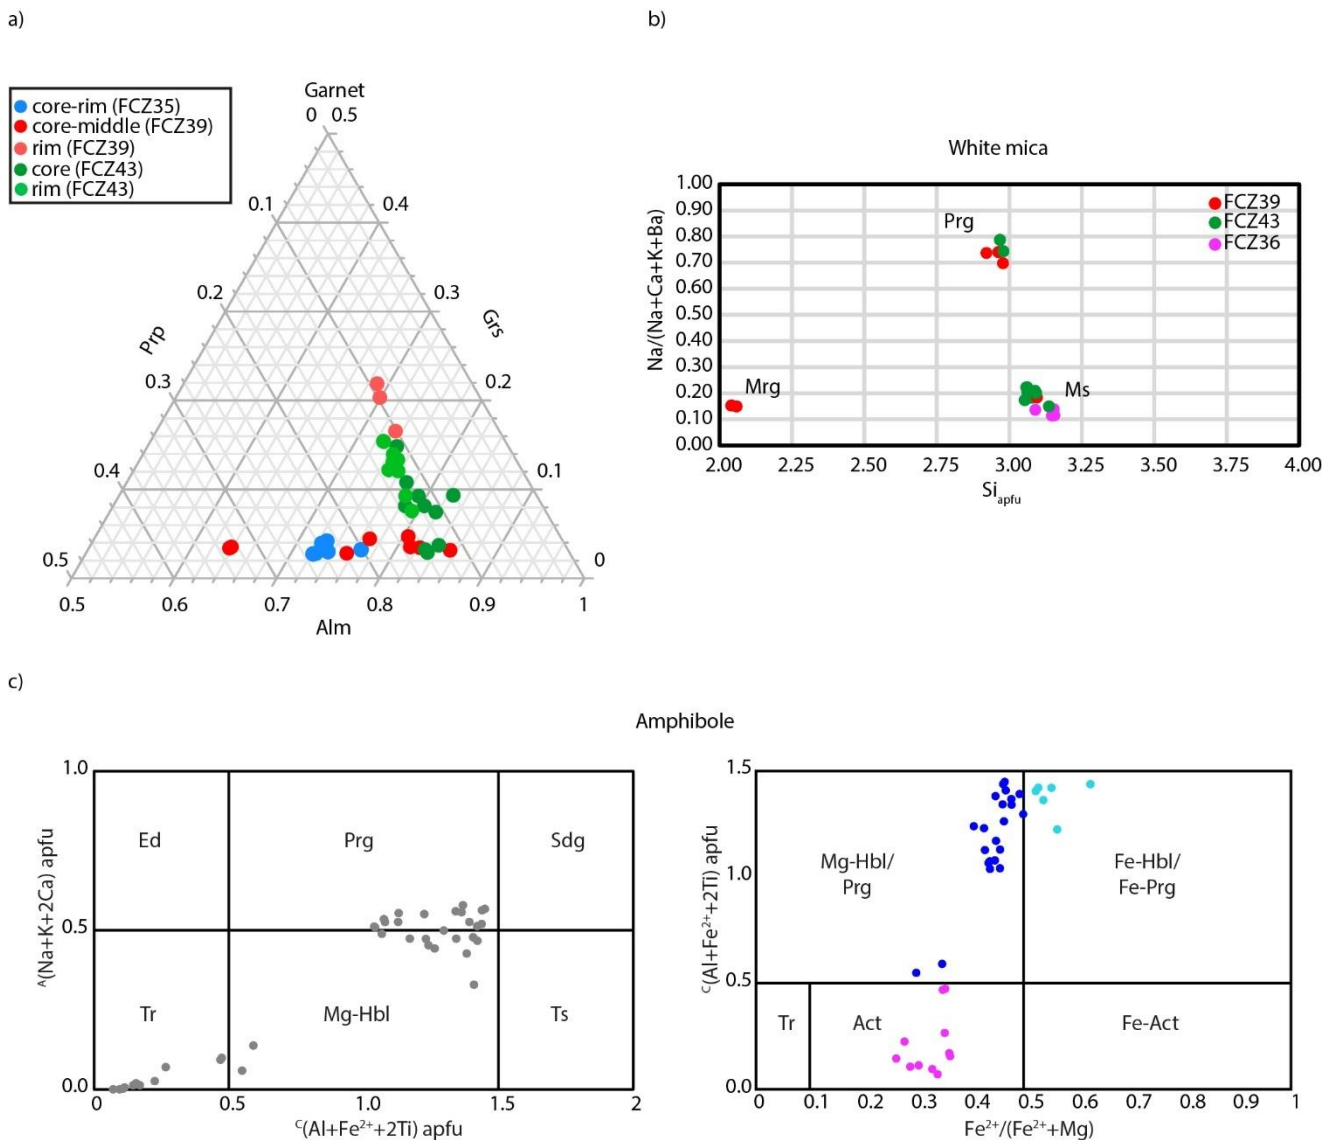 a)
b)
core-rim (FCZ35)
core-middle (FCZ39)
rim (FCZ39)
core (FCZ43)
rim (FCZ43)
Garnet
0 0.5
0.1 0.4
0.2 0.3
Prp Grs
0.3 0.2
0.4 0.1
0.5 0
0.5 0.6 0.7 0.8 0.9 1
Alm
White mica
1.00
0.90
0.80
0.70
0.60
0.50
0.40
0.30
0.20
0.10
0.00
Na/(Na+Ca+K+Ba)
FCZ39
FCZ43
FCZ36
Prg
Mrg
Ms
2.00 2.25 2.50 2.75 3.00 3.25 3.50 3.75 4.00
Si apfu
c)
Amphibole
1.0
0.5
0.0
A(Na+K+2Ca) apfu
Ed Prg Sdg
Tr Mg-Hbl Ts
0 0.5 1.0 1.5 2
C(Al+Fe2++2Ti) apfu
1.5
1.0
0.5
0.0
C(Al+Fe2++2Ti) apfu
Mg-Hbl/
Prg
Fe-Hbl/
Fe-Prg
Tr Act Fe-Act
0 0.1 0.2 0.3 0.4 0.5 0.6 0.7 0.8 0.9 1
Fe2+/(Fe2++Mg)